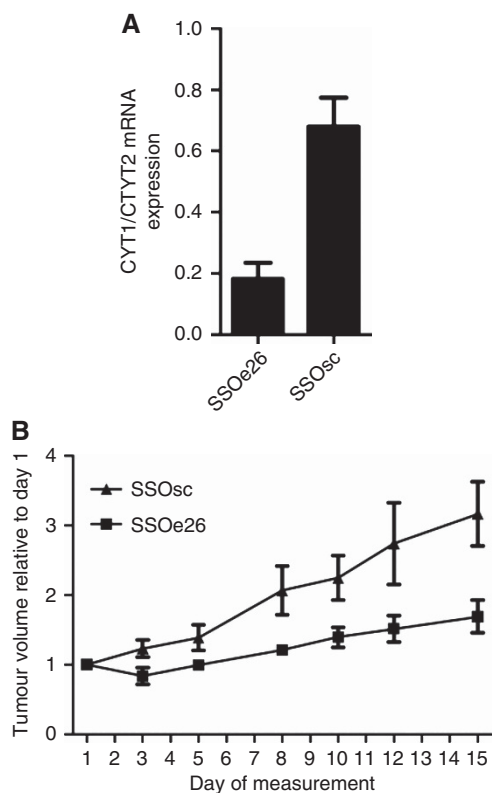 A
CYT1/CTYT2 mRNA
expression
1.0
0.8
0.6
0.4
0.2
0.0
SSOe26
SSOsc
B
Tumour volume relative to day 1
4
3
2
1
0
SSOsc
SSOe26
1 2 3 4 5 6 7 8 9 10 11 12 13 14 15
Day of measurement